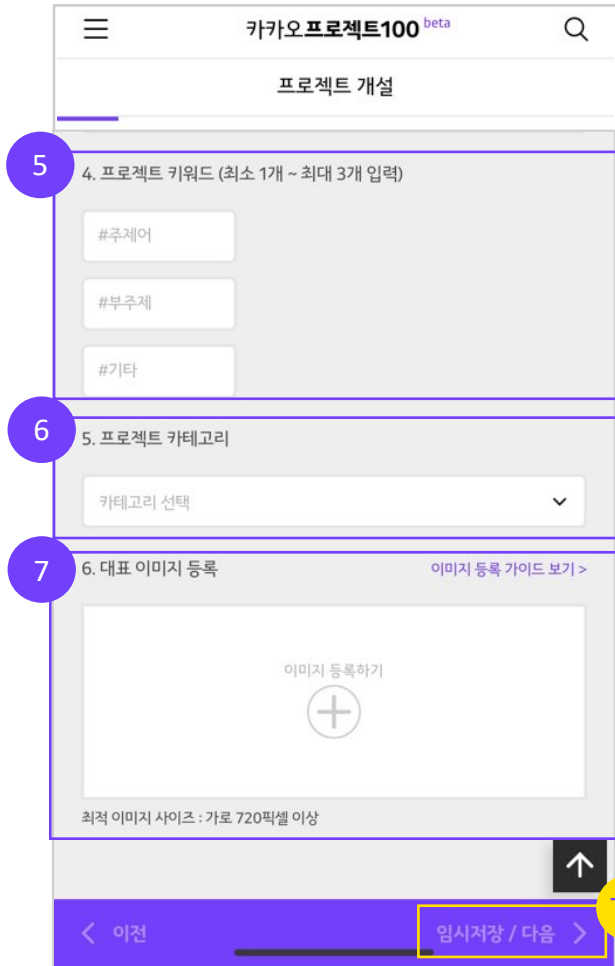 카카오프로젝트100 beta
프로젝트 개설
5
4. 프로젝트 키워드 (최소 1개 ~ 최대 3개 입력)
#주제어
#부주제
#기타
6
5. 프로젝트 카테고리
카테고리 선택
7
6. 대표 이미지 등록
이미지 등록 가이드 보기 >
이미지 등록하기
최적 이미지 사이즈 : 가로 720픽셀 이상
이전
임시저장 / 다음